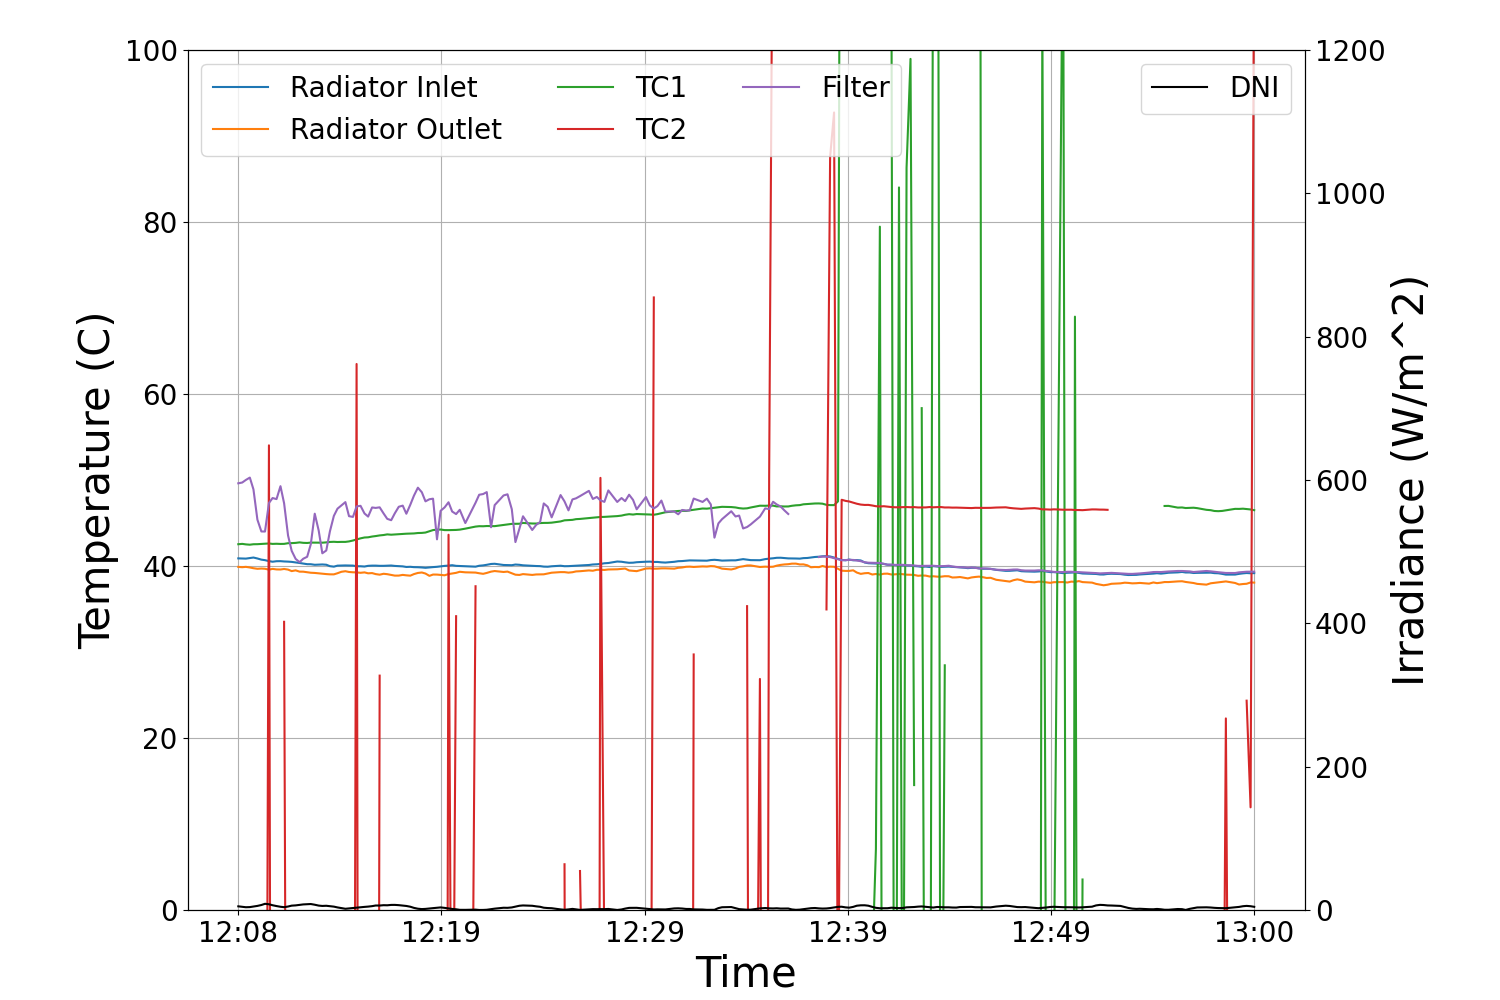 100
80
60
40
20
0
Temperature (C)
Radiator Inlet
Radiator Outlet
TC1
TC2
Filter
DNI
1200
1000
800
600
400
200
0
Irradiance (W/m^2)
12:08 12:19 12:29 12:39 12:49 13:00
Time